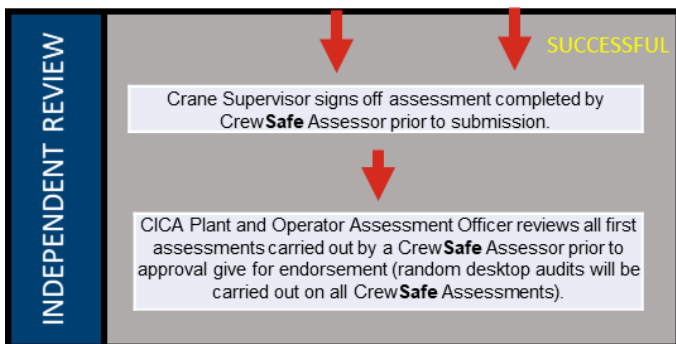 INDEPENDENT REVIEW
SUCCESSFUL
Crane Supervisor signs off assessment completed by
CrewSafe Assessor prior to submission.
CICA Plant and Operator Assessment Officer reviews all first
assessments carried out by a CrewSafe Assessor prior to
approval give for endorsement (random desktop audits will be
carried out on all CrewSafe Assessments).